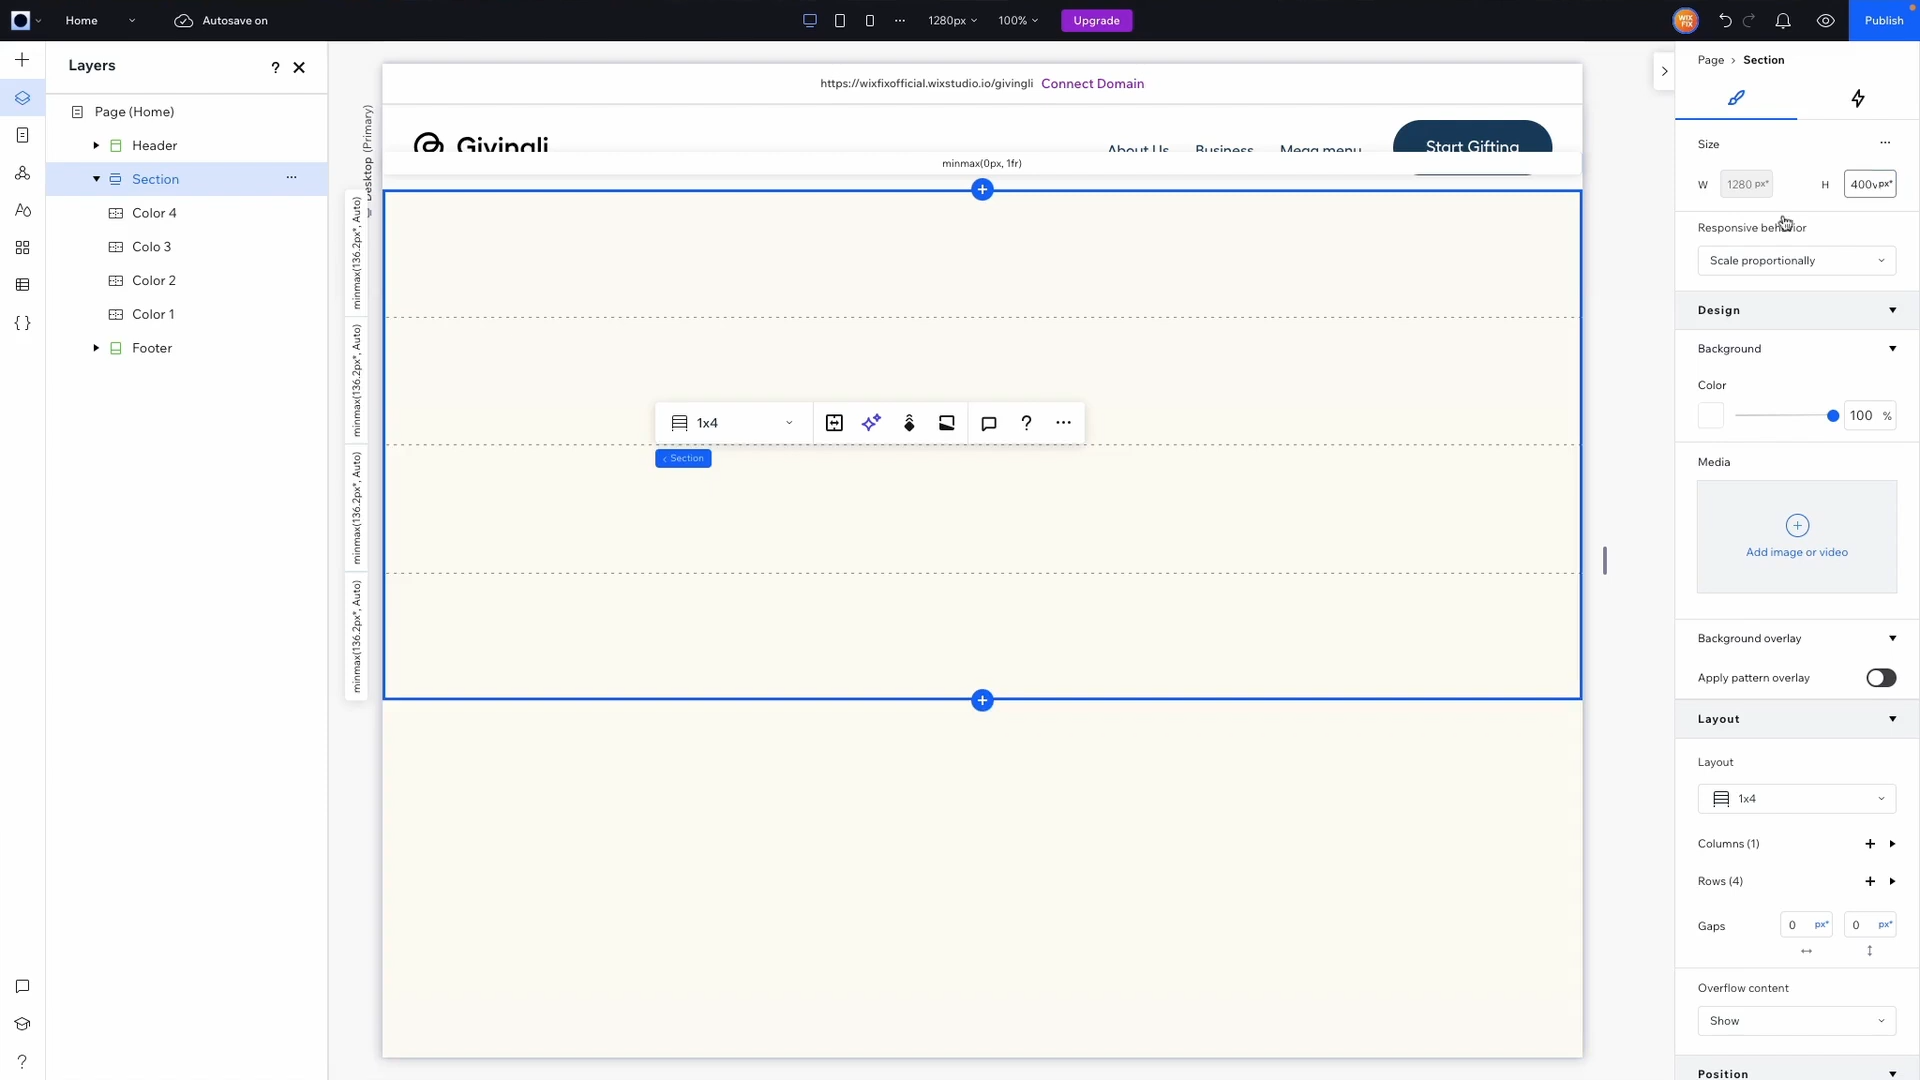 Home
Autosave on
1280px
100%
Upgrade
WIX
FIX
Publish
Layers
?
Page (Home)
Header
Section
Color 4
Colo 3
Color 2
Color 1
Footer
?
Desktop (Primary)
https://wixfixofficial.wixstudio.io/givingli Connect Domain
Givingli
About Us
Business
Mega menu
Start Gifting
minmax(0px, 1fr)
minmax(136.2px*, Auto)
minmax(136.2px*, Auto)
minmax(136.2px*, Auto)
minmax(136.2px*, Auto)
1x4
?
‹ Section
Page › Section
Size
W 1280 px*
H 400v px*
Responsive behavior
Scale proportionally
Design
Background
Color
100 %
Media
Add image or video
Background overlay
Apply pattern overlay
Layout
Layout
1x4
Columns (1)
Rows (4)
Gaps 0 px* 0 px*
Overflow content
Show
Position